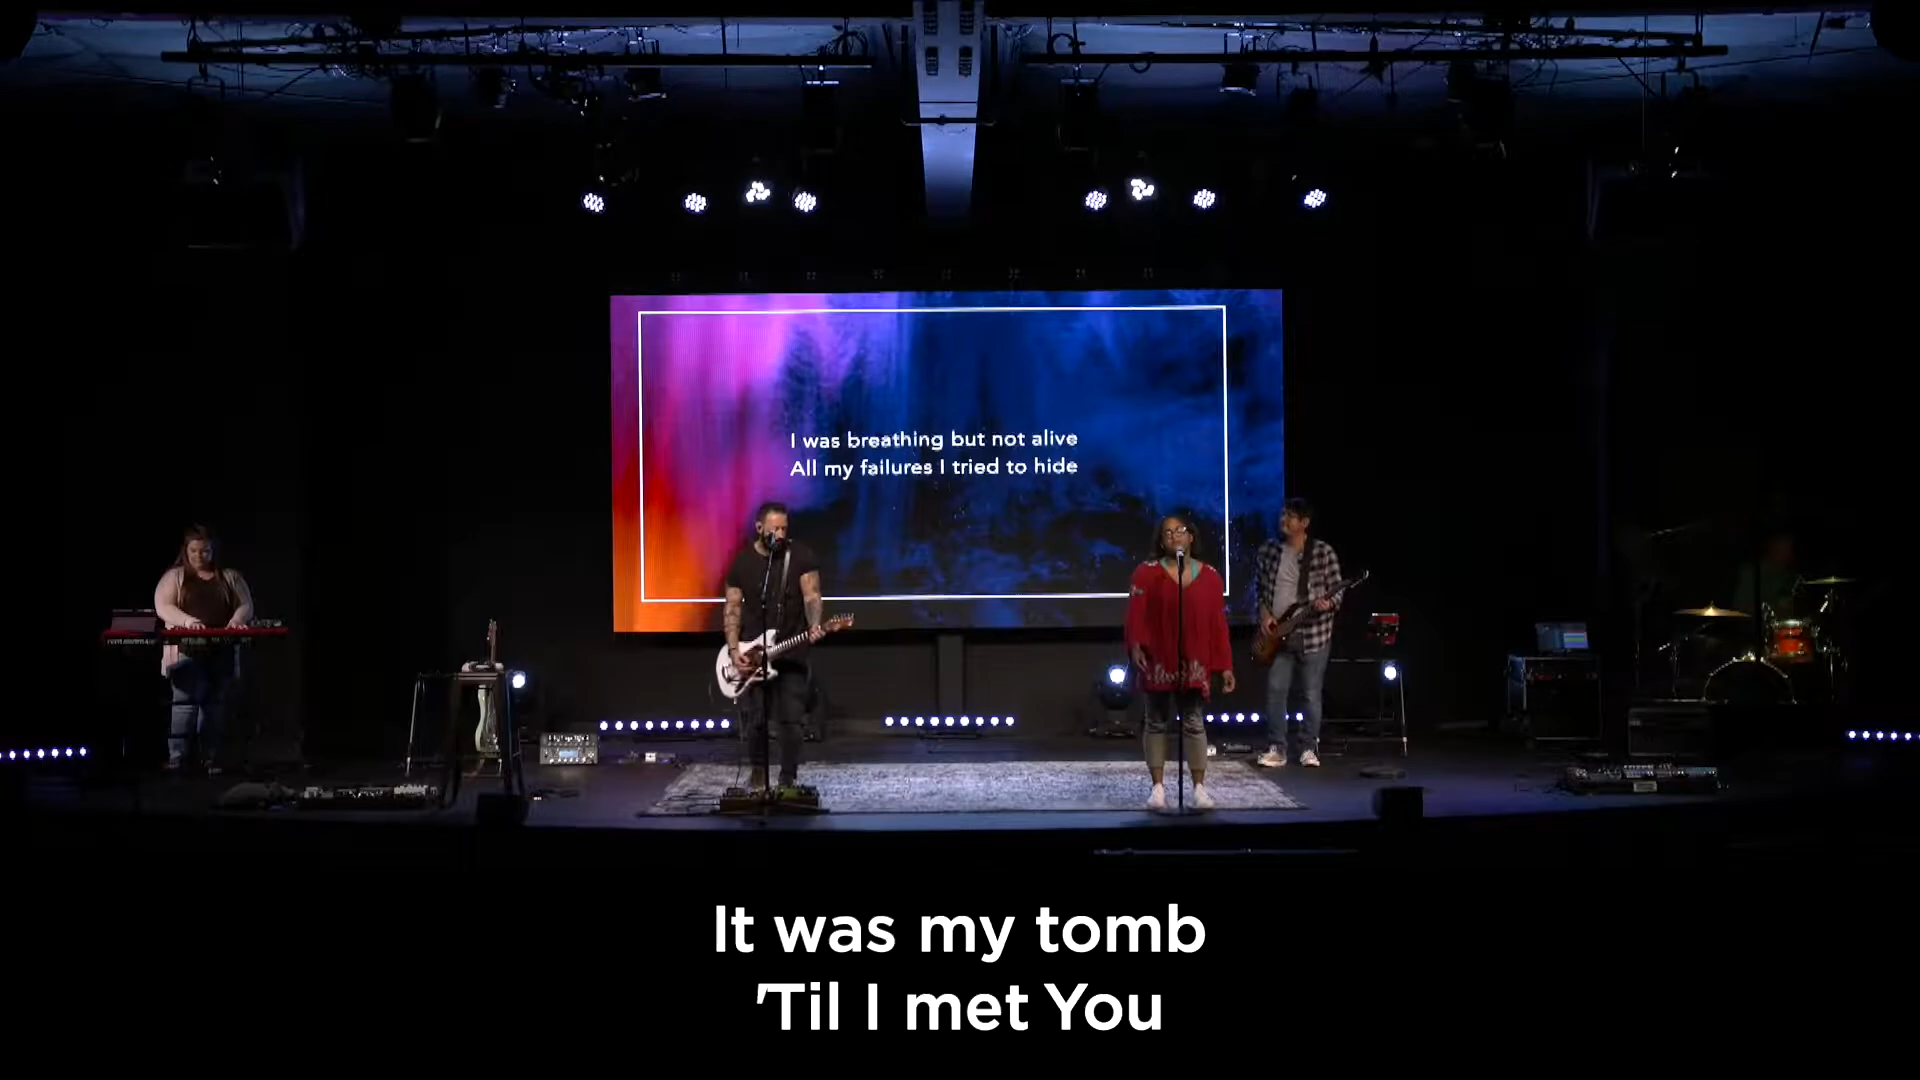 I was breathing but not alive
All my failures I tried to hide
It was my tomb
'Til I met You